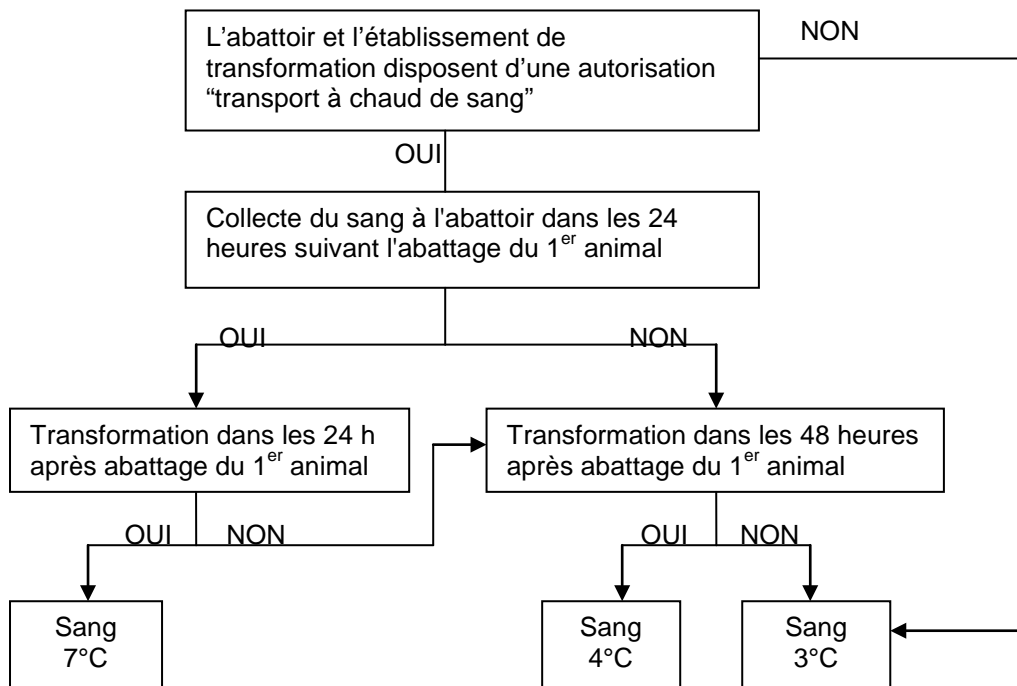 L’abattoir et l’établissement de
transformation disposent d’une autorisation
“transport à chaud de sang”
NON
OUI
Collecte du sang à l'abattoir dans les 24
heures suivant l'abattage du 1er animal
OUI
NON
Transformation dans les 24 h
après abattage du 1er animal
Transformation dans les 48 heures
après abattage du 1er animal
OUI
NON
OUI
NON
Sang
7°C
Sang
4°C
Sang
3°C